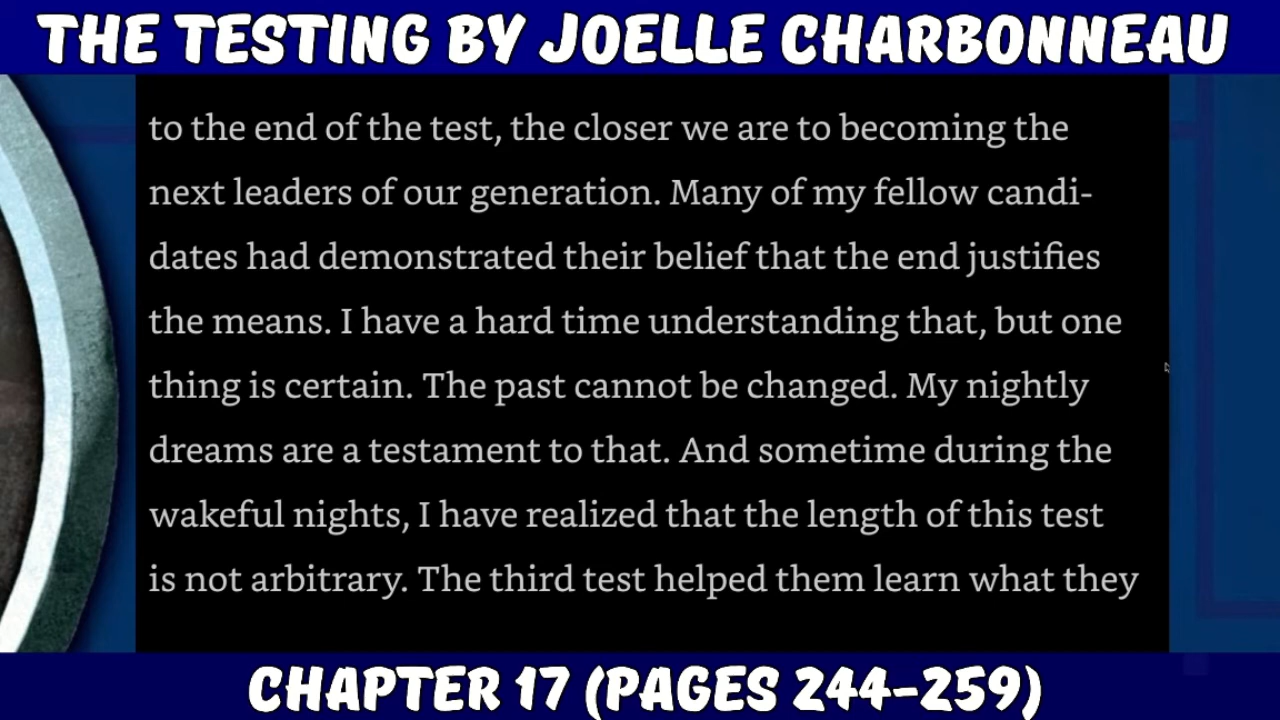 THE TESTING BY JOELLE CHARBONNEAU
to the end of the test, the closer we are to becoming the
next leaders of our generation. Many of my fellow candi-
dates had demonstrated their belief that the end justifies
the means. I have a hard time understanding that, but one
thing is certain. The past cannot be changed. My nightly
dreams are a testament to that. And sometime during the
wakeful nights, I have realized that the length of this test
is not arbitrary. The third test helped them learn what they
CHAPTER 17 (PAGES 244-259)